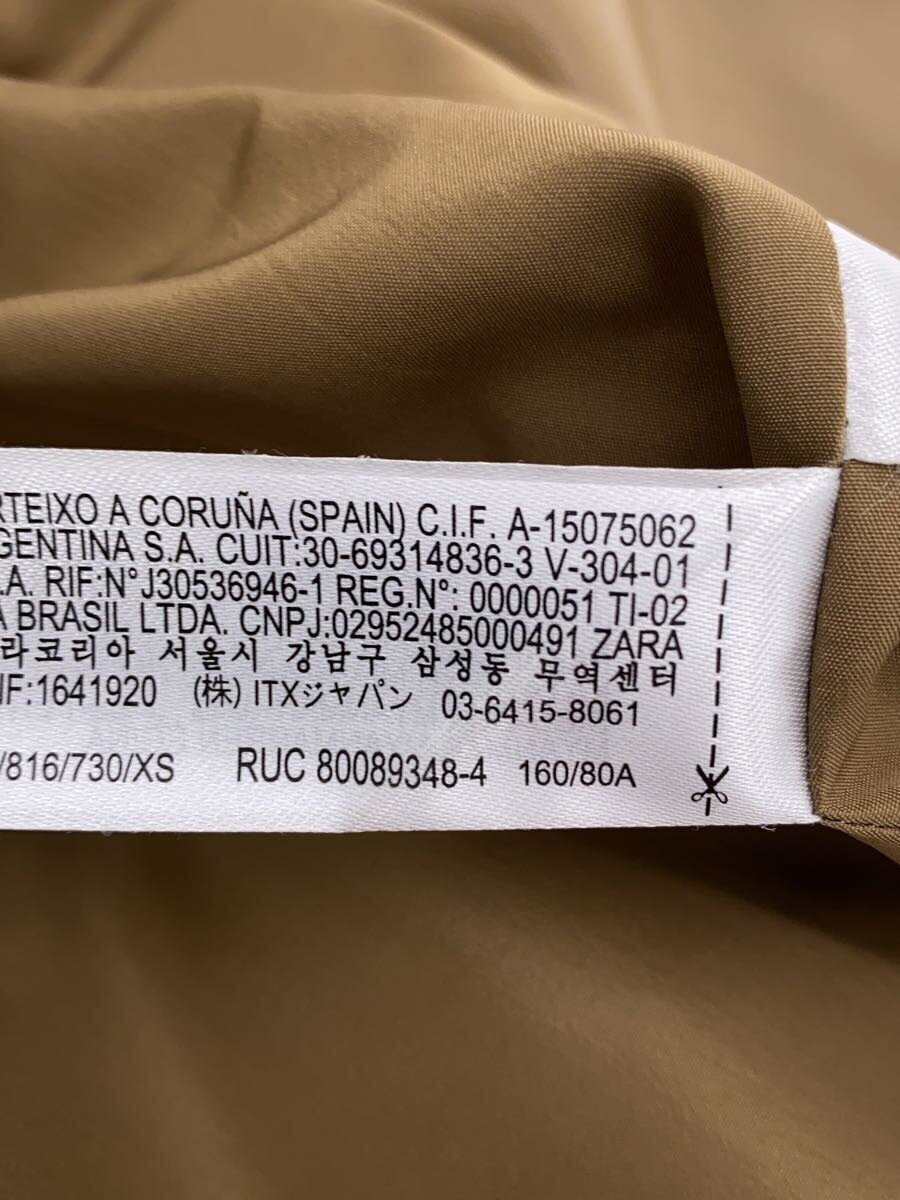 RTEIXO A CORUÑA (SPAIN) C.I.F. A-15075062
GENTINA S.A. CUIT:30-69314836-3 V-304-01
.A. RIF:N°J30536946-1 REG.Nº: 0000051 TI-02
A BRASIL LTDA. CNPJ:02952485000491 ZARA
라코리아 서울시 강남구 삼성동 무역센터
IF:1641920 (株) ITXジャパン 03-6415-8061
/816/730/XS RUC 80089348-4 160/80A